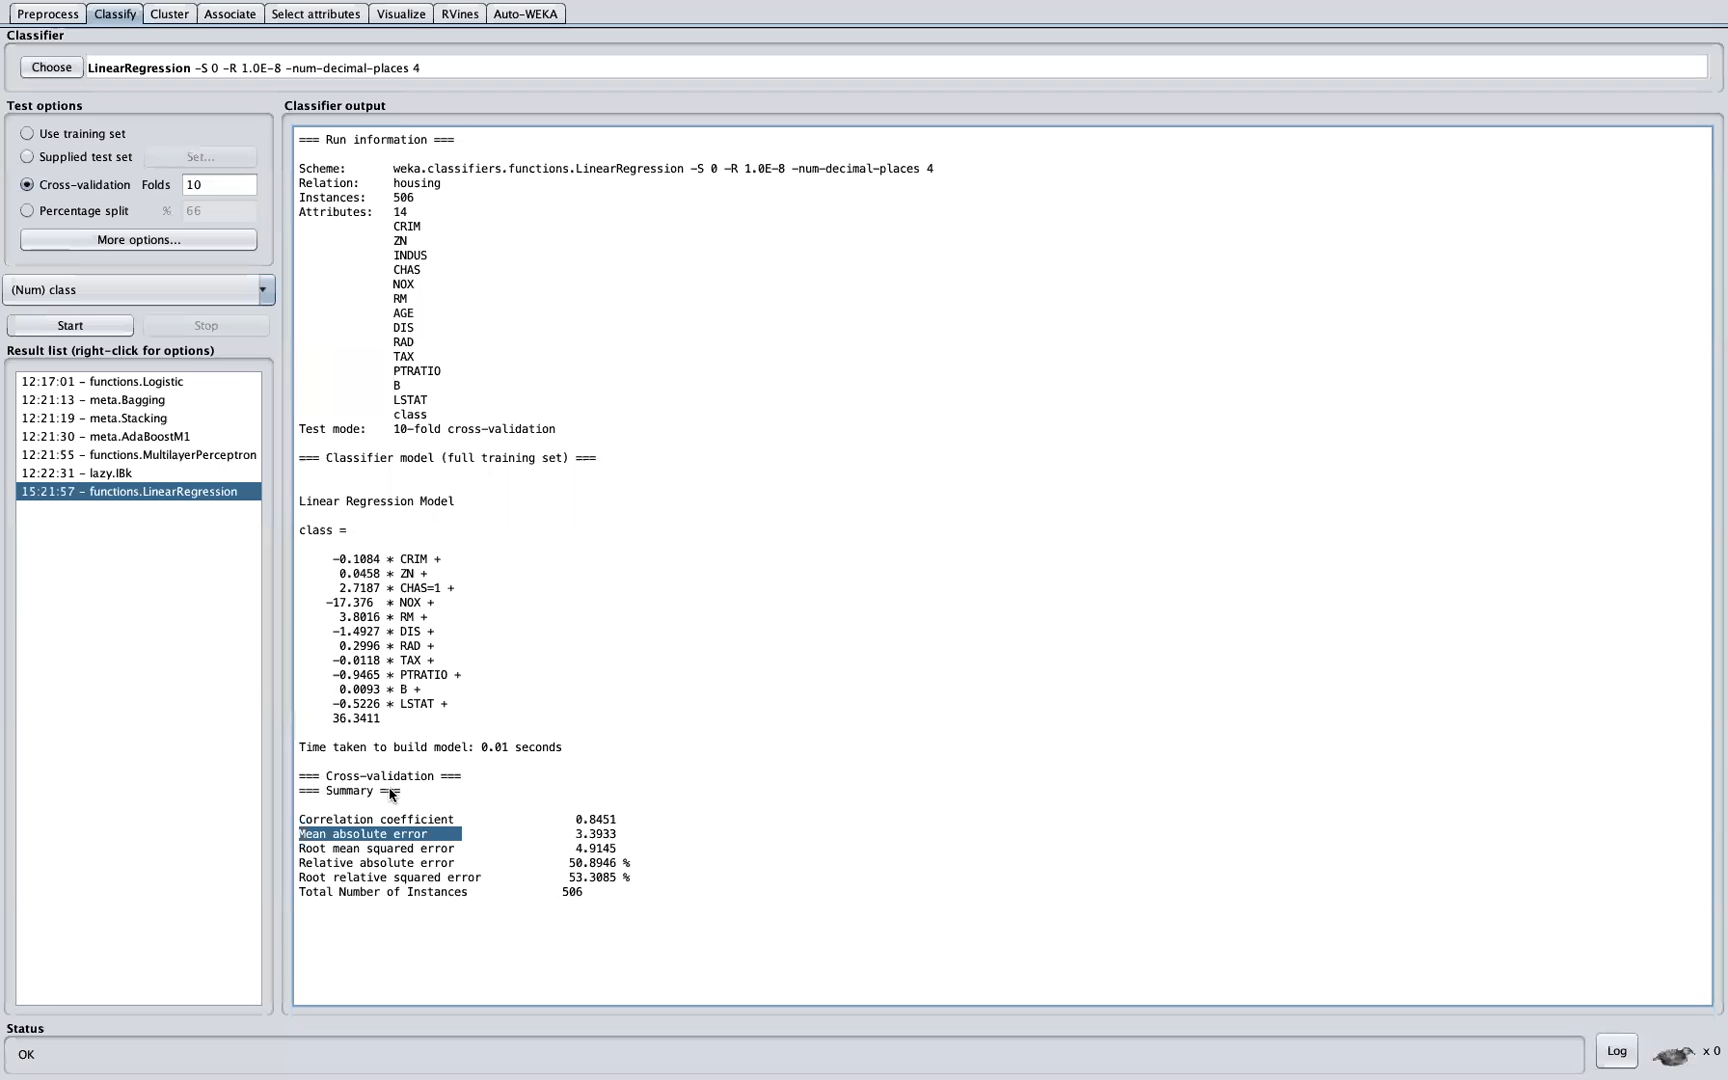 Preprocess Classify Cluster Associate Select attributes Visualize RVines Auto-WEKA
Classifier
Choose LinearRegression -S 0 -R 1.0E-8 -num-decimal-places 4
Test options
Use training set
Supplied test set Set...
Cross-validation Folds 10
Percentage split % 66
More options...
(Num) class
Start Stop
Result list (right-click for options)
12:17:01 - functions.Logistic
12:21:13 - meta.Bagging
12:21:19 - meta.Stacking
12:21:30 - meta.AdaBoostM1
12:21:55 - functions.MultilayerPerceptron
12:22:31 - lazy.IBk
15:21:57 - functions.LinearRegression
Classifier output
=== Run information ===
Scheme: weka.classifiers.functions.LinearRegression -S 0 -R 1.0E-8 -num-decimal-places 4
Relation: housing
Instances: 506
Attributes: 14
CRIM
ZN
INDUS
CHAS
NOX
RM
AGE
DIS
RAD
TAX
PTRATIO
B
LSTAT
class
Test mode: 10-fold cross-validation
=== Classifier model (full training set) ===
Linear Regression Model
class =
-0.1084 * CRIM +
0.0458 * ZN +
2.7187 * CHAS=1 +
-17.376 * NOX +
3.8016 * RM +
-1.4927 * DIS +
0.2996 * RAD +
-0.0118 * TAX +
-0.9465 * PTRATIO +
0.0093 * B +
-0.5226 * LSTAT +
36.3411
Time taken to build model: 0.01 seconds
=== Cross-validation ===
=== Summary ===
Correlation coefficient 0.8451
Mean absolute error 3.3933
Root mean squared error 4.9145
Relative absolute error 50.8946 %
Root relative squared error 53.3085 %
Total Number of Instances 506
Status
OK
Log x 0